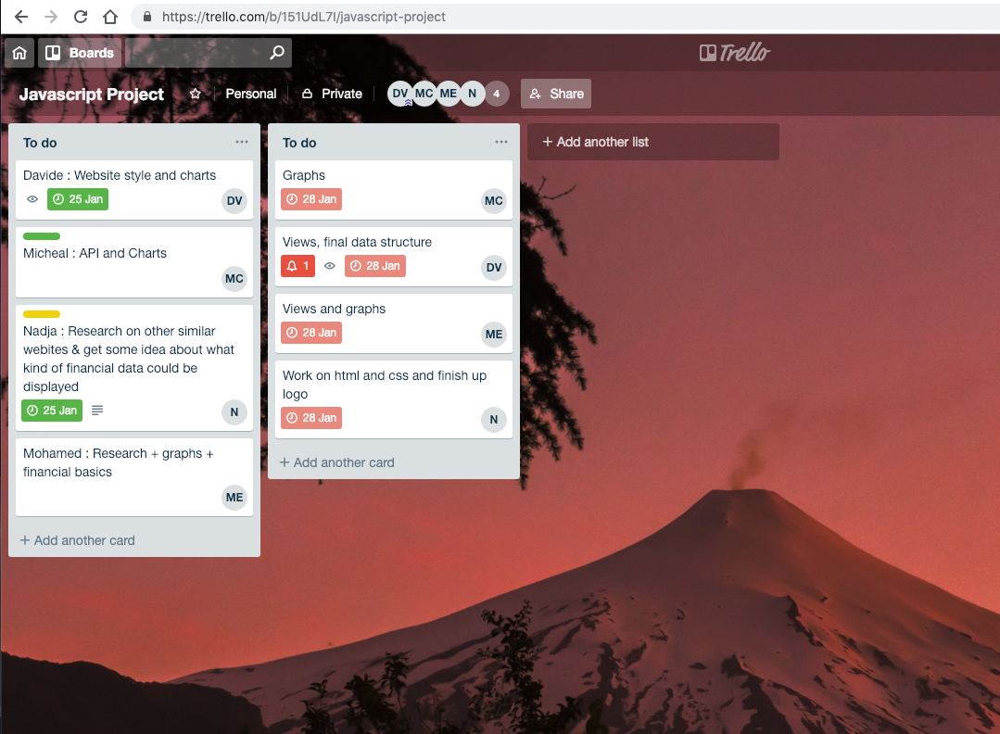 https://trello.com/b/151UdL7I/javascript-project
Boards
Trello
Javascript Project
Personal
Private
DV MC ME N 4
Share
To do
Davide : Website style and charts
25 Jan
DV
Micheal : API and Charts
MC
Nadja : Research on other similar
webites & get some idea about what
kind of financial data could be
displayed
25 Jan
N
Mohamed : Research + graphs +
financial basics
ME
+ Add another card
To do
Graphs
28 Jan
MC
Views, final data structure
1
28 Jan
DV
Views and graphs
28 Jan
ME
Work on html and css and finish up
logo
28 Jan
N
+ Add another card
+ Add another list